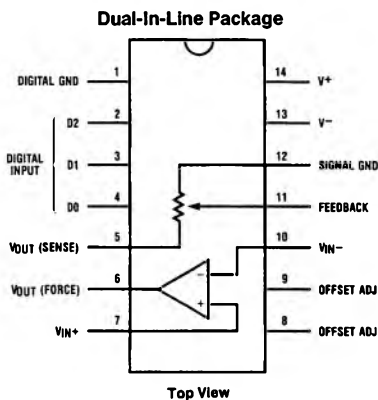 Dual-In-Line Package
DIGITAL GND 1 14 V+
D2 2 13 V−
DIGITAL INPUT
D1 3 12 SIGNAL GND
D0 4 11 FEEDBACK
VOUT (SENSE) 5 10 VIN−
VOUT (FORCE) 6 9 OFFSET ADJ
VIN+ 7 8 OFFSET ADJ
−
+
Top View